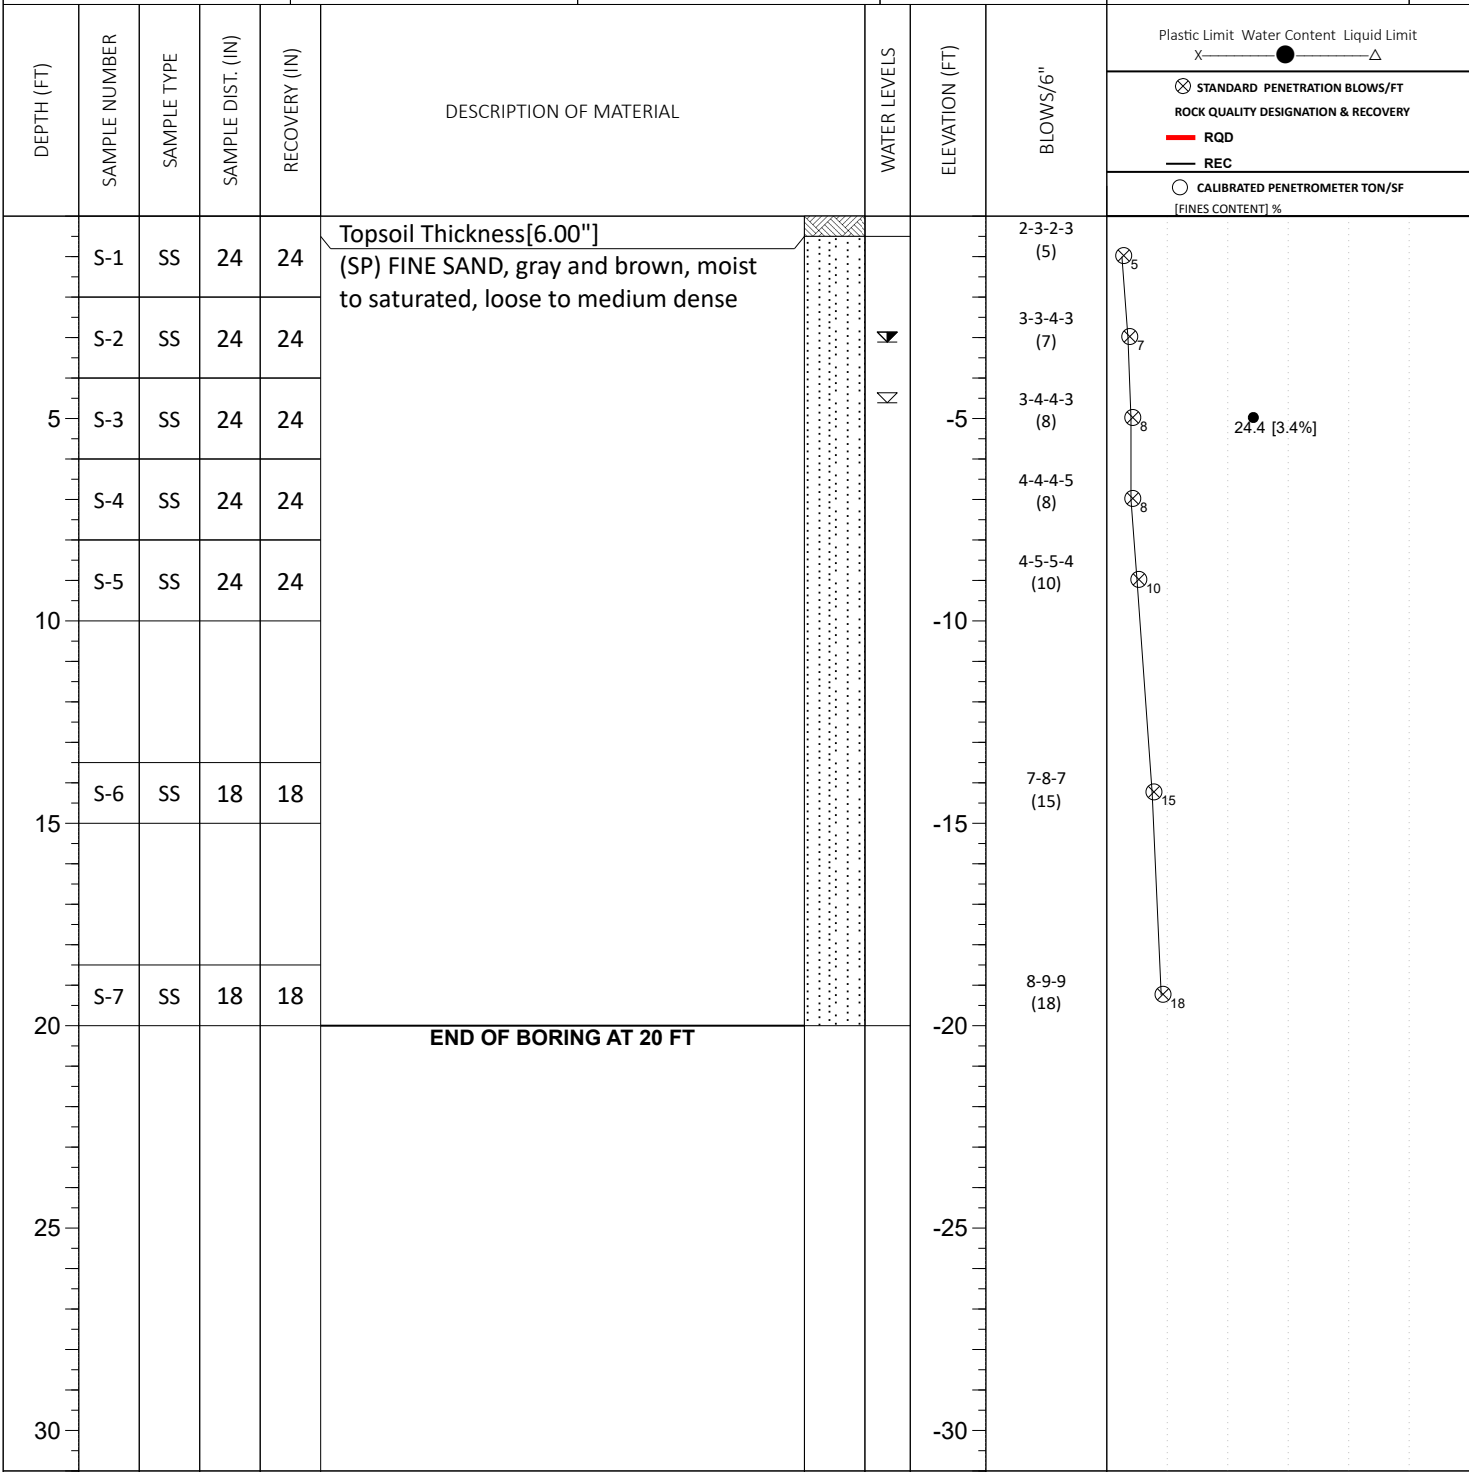 DEPTH (FT)
SAMPLE NUMBER
SAMPLE TYPE
SAMPLE DIST. (IN)
RECOVERY (IN)
DESCRIPTION OF MATERIAL
WATER LEVELS
ELEVATION (FT)
BLOWS/6"
Plastic Limit Water Content Liquid Limit
X
STANDARD PENETRATION BLOWS/FT
ROCK QUALITY DESIGNATION & RECOVERY
RQD
REC
CALIBRATED PENETROMETER TON/SF
[FINES CONTENT] %
Topsoil Thickness[6.00"]
(SP) FINE SAND, gray and brown, moist
to saturated, loose to medium dense
S-1 SS 24 24
2-3-2-3
(5)
5
S-2 SS 24 24
3-3-4-3
(7)
7
5
S-3 SS 24 24
-5
3-4-4-3
(8)
8
24.4 [3.4%]
S-4 SS 24 24
4-4-4-5
(8)
8
S-5 SS 24 24
4-5-5-4
(10)
10
10
-10
S-6 SS 18 18
7-8-7
(15)
15
15
-15
S-7 SS 18 18
8-9-9
(18)
18
20
-20
END OF BORING AT 20 FT
25
-25
30
-30